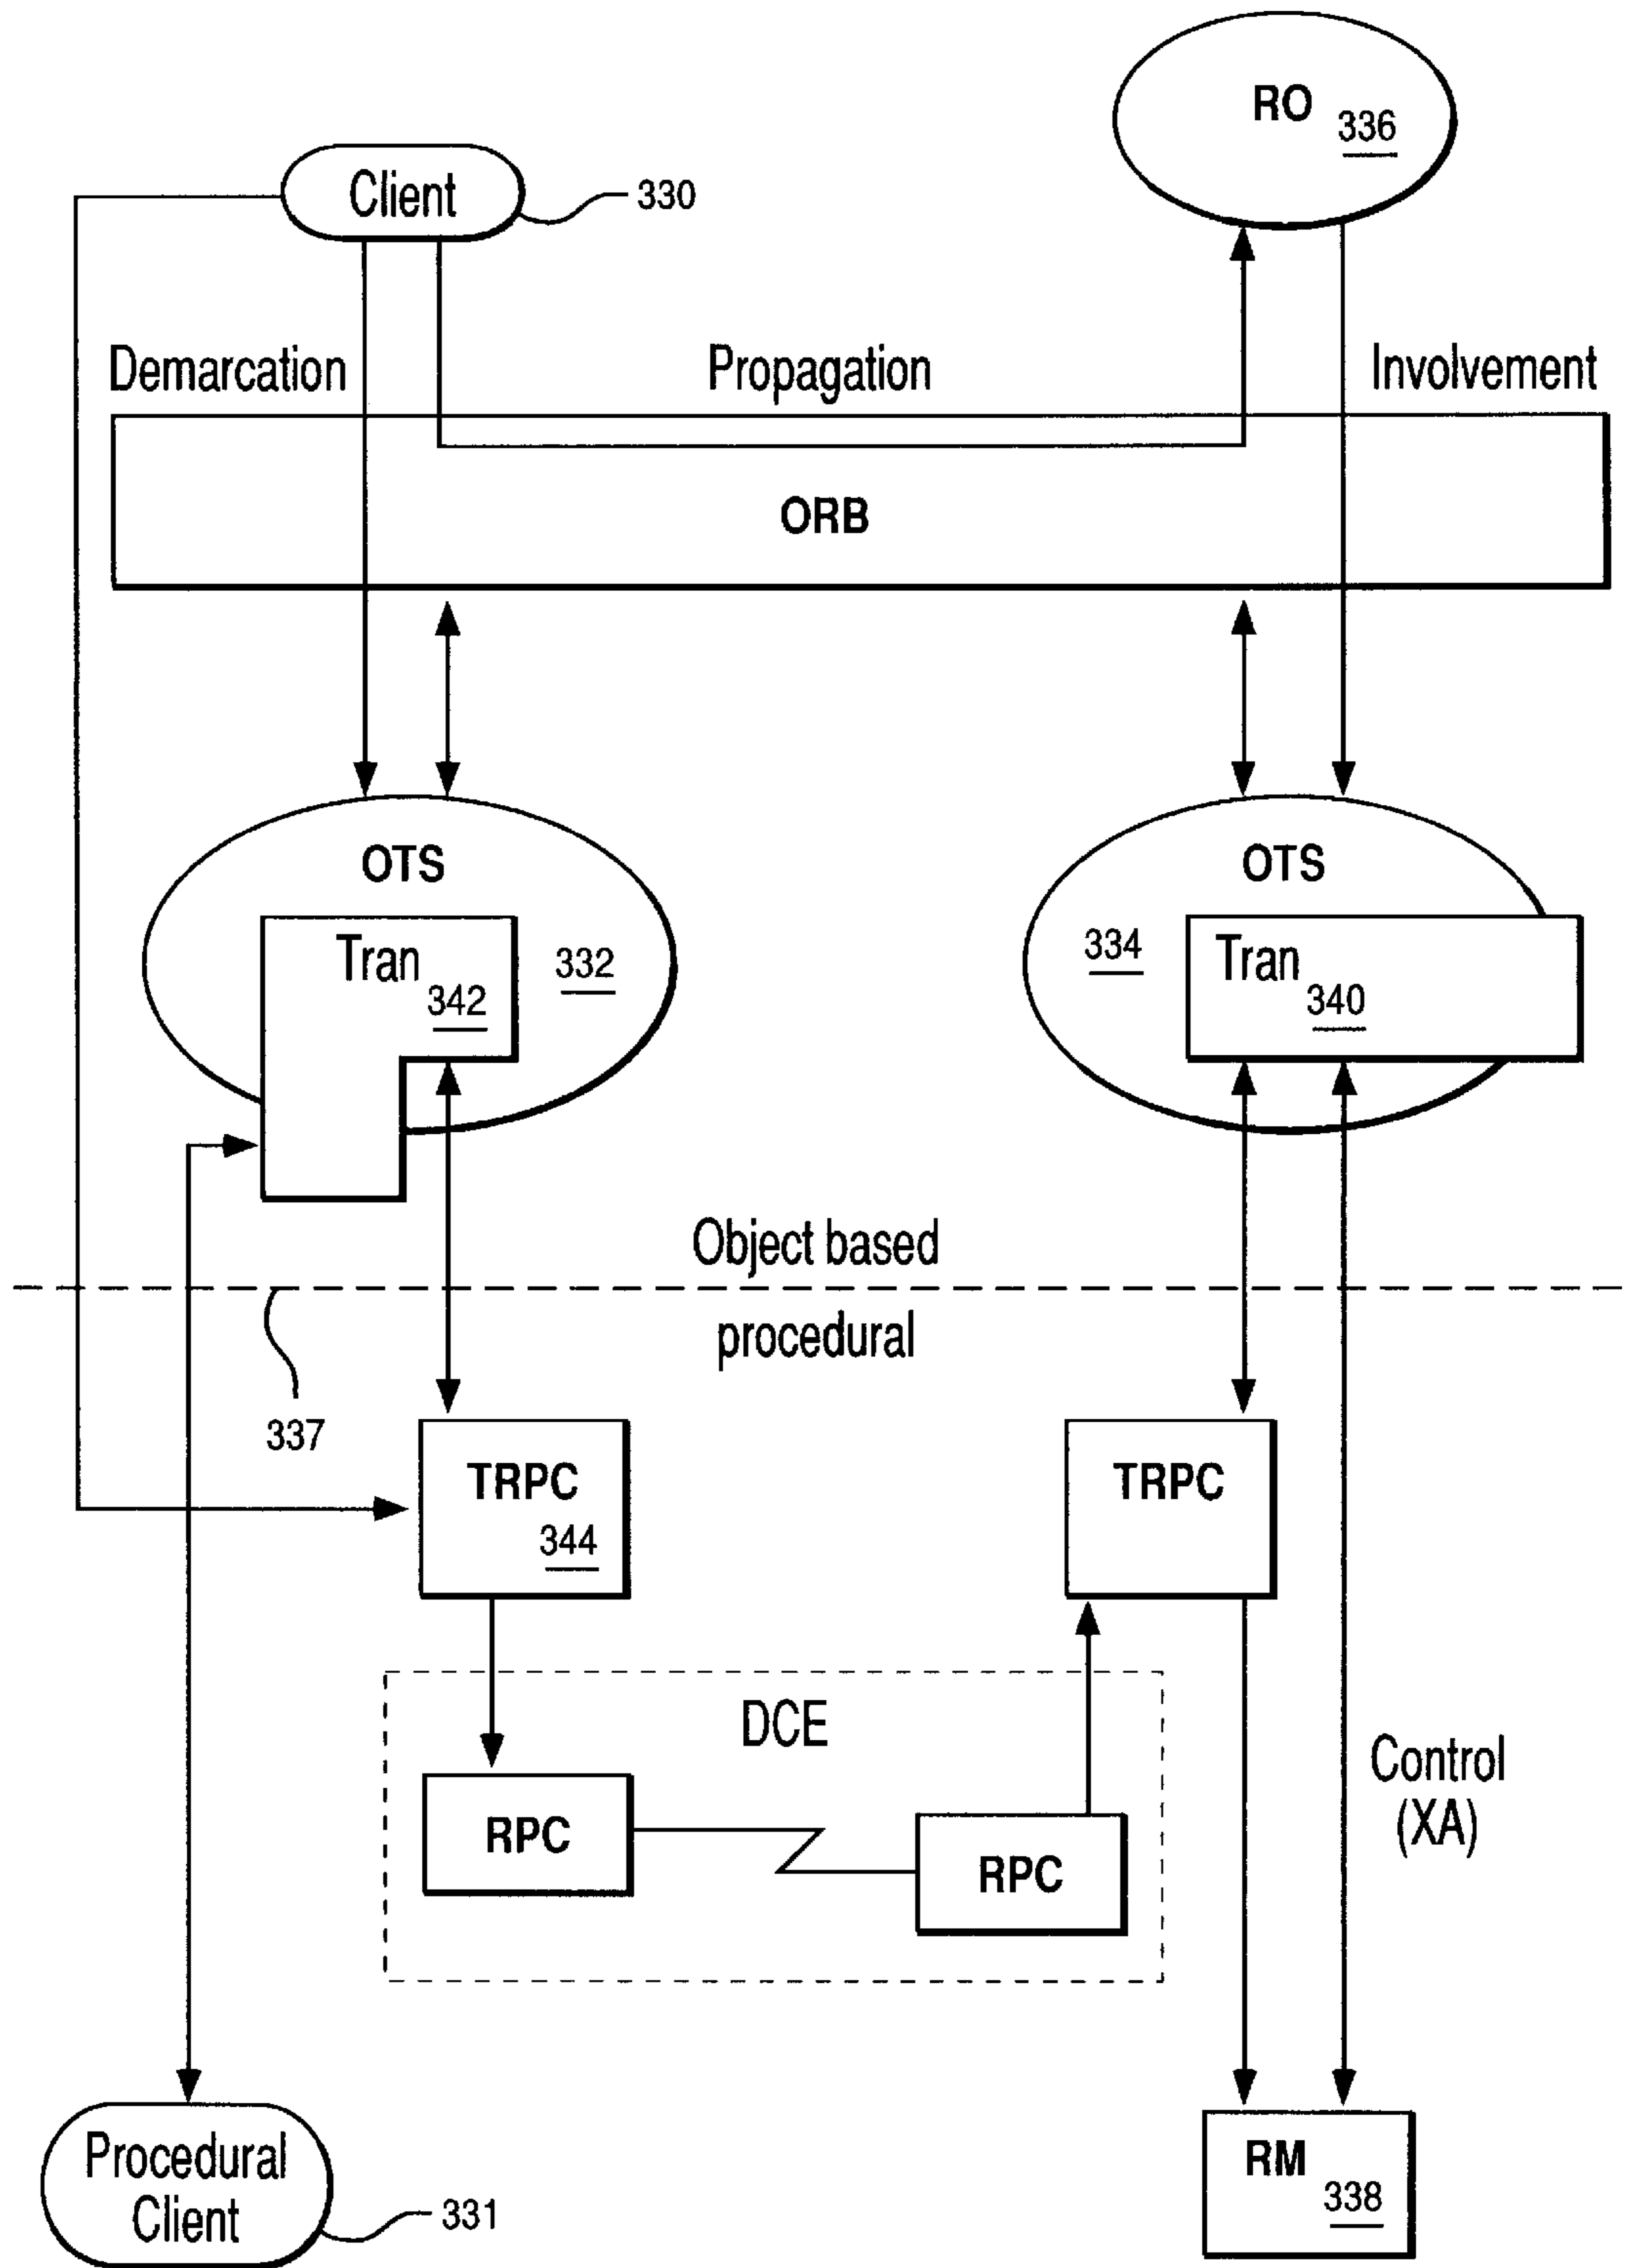 RO 336
Client
330
Demarcation
Propagation
Involvement
ORB
OTS
OTS
Tran
342
332
334
Tran
340
Object based
procedural
337
TRPC
344
TRPC
DCE
RPC
RPC
Control
(XA)
Procedural
Client
331
RM
338